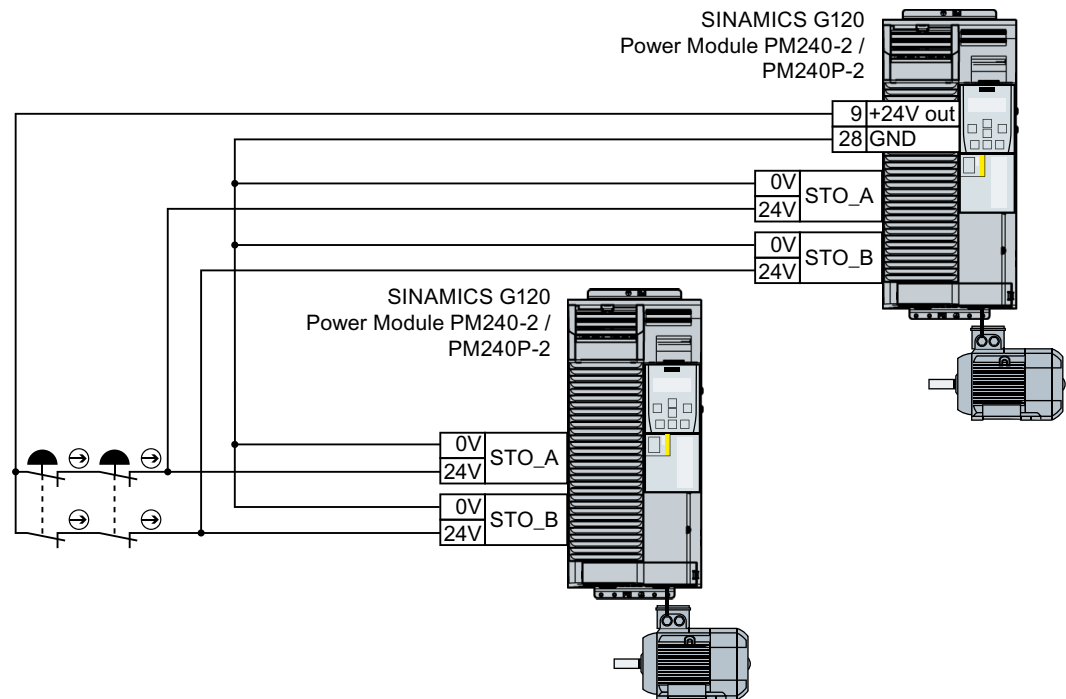 SINAMICS G120
Power Module PM240-2 /
PM240P-2
9 +24V out
28 GND
0V
STO_A
24V
0V
STO_B
24V
SINAMICS G120
Power Module PM240-2 /
PM240P-2
0V
STO_A
24V
0V
STO_B
24V